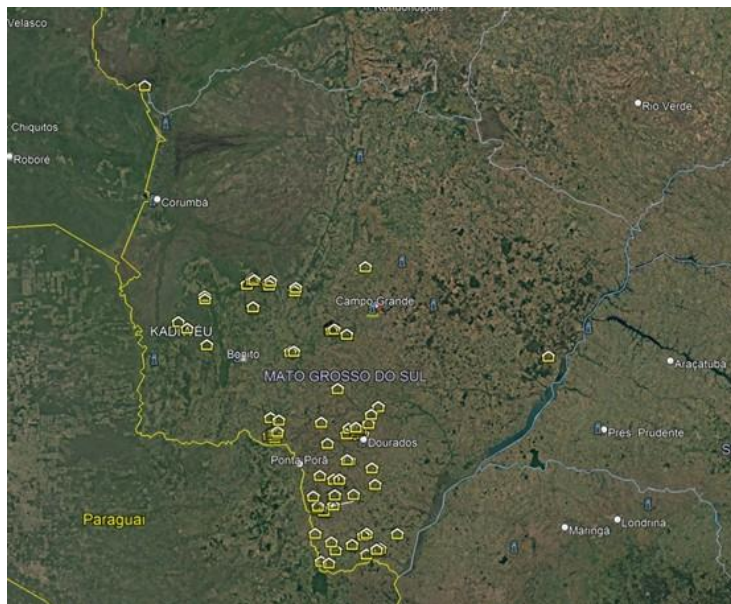 Rondonópolis
Velasco
Rio Verde
Chiquitos
Roboré
Corumbá
Campo Grande
KADIWÉU
Bonito
Araçatuba
MATO GROSSO DO SUL
Dourados
Pres. Prudente
S
Ponta Porã
Paraguai
Londrina
Maringá